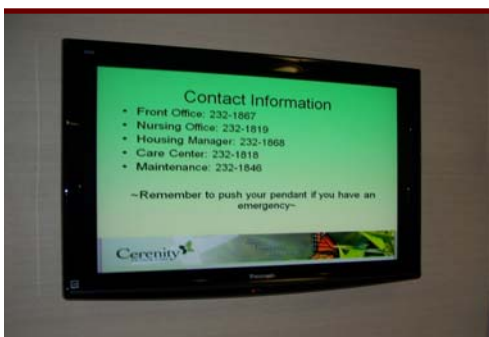 Contact Information
• Front Office: 232-1867
• Nursing Office: 232-1819
• Housing Manager: 232-1868
• Care Center: 232-1818
• Maintenance: 232-1846
~Remember to push your pendant if you have an
emergency~
Cerenity
Panasonic